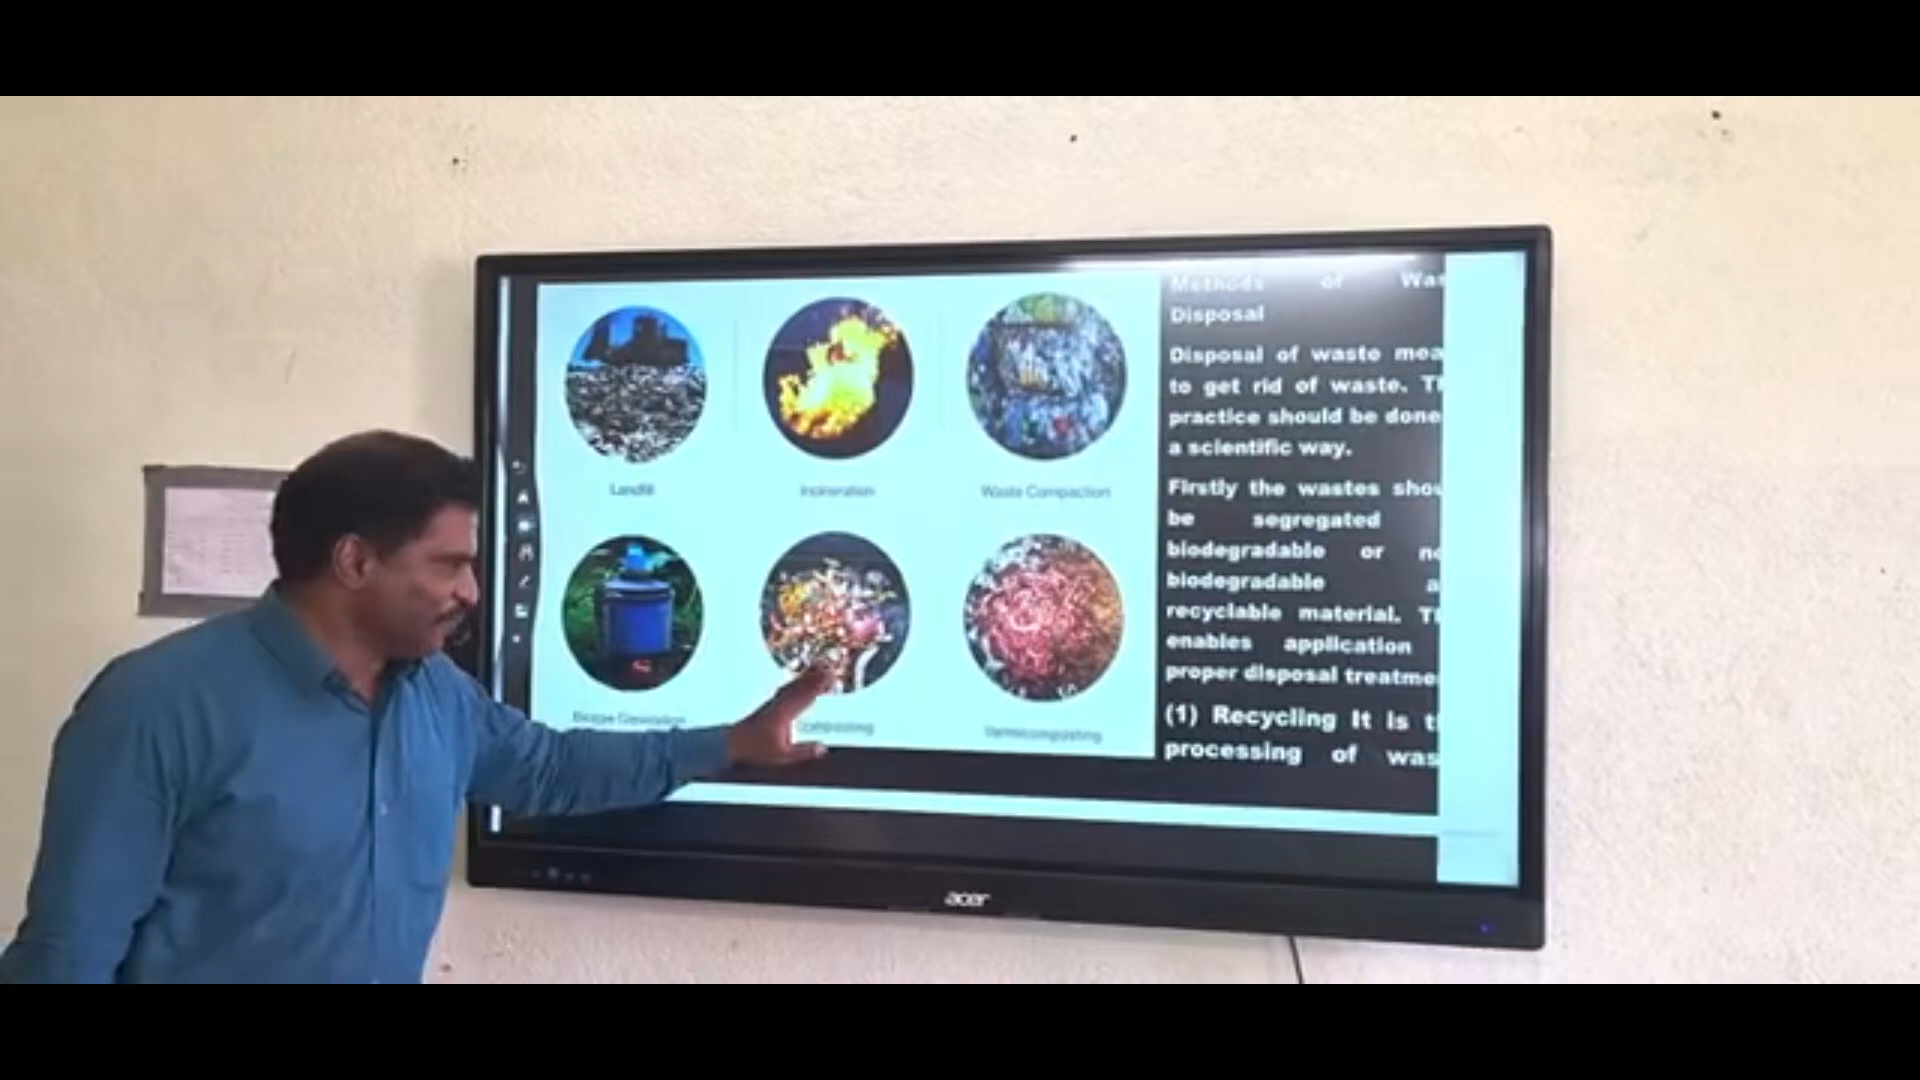 Landfill
Incineration
Waste Compaction
Biogas Generation
Composting
Vermicomposting
Methods of Was
Disposal
Disposal of waste mea
to get rid of waste. Th
practice should be done
a scientific way.
Firstly the wastes shou
be segregated
biodegradable or no
biodegradable a
recyclable material. Th
enables application
proper disposal treatme
(1) Recycling It is t
processing of was
acer